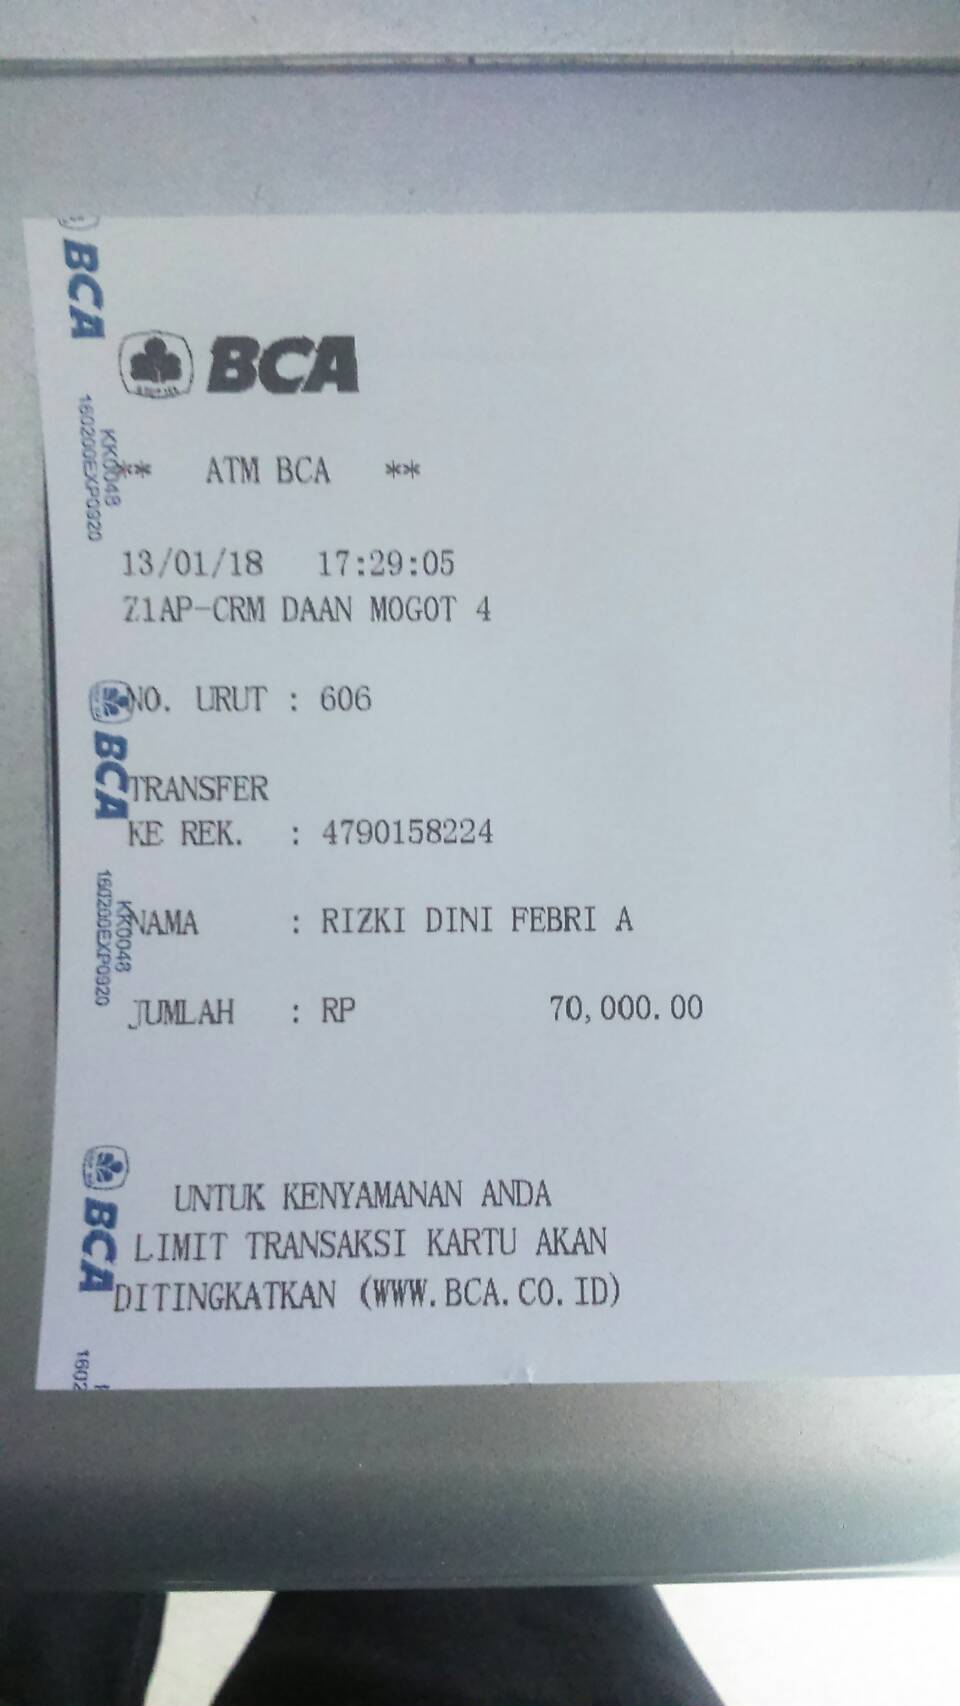 BCA
BCA
KK0048
160200EXP0920
** ATM BCA **
13/01/18 17:29:05
Z1AP-CRM DAAN MOGOT 4
NO. URUT : 606
BCA
TRANSFER
KE REK. : 4790158224
KK0048
160200EXP0920
NAMA : RIZKI DINI FEBRI A
JUMLAH : RP 70,000.00
BCA
UNTUK KENYAMANAN ANDA
LIMIT TRANSAKSI KARTU AKAN
DITINGKATKAN (WWW.BCA.CO.ID)
1602